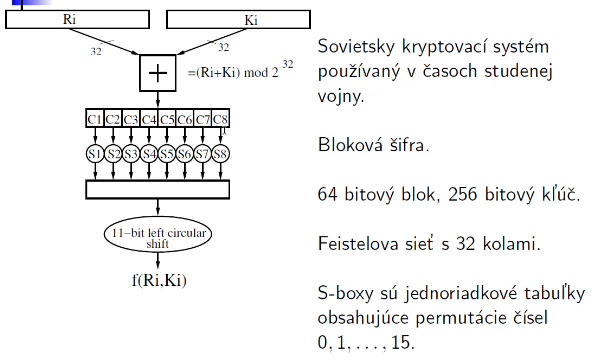 Ri
Ki
32
32
+
=(Ri+Ki) mod 2^32
C1 C2 C3 C4 C5 C6 C7 C8
S1 S2 S3 S4 S5 S6 S7 S8
11-bit left circular
shift
f(Ri,Ki)
Sovietsky kryptovací systém
používaný v časoch studenej
vojny.
Bloková šifra.
64 bitový blok, 256 bitový kľúč.
Feistelova sieť s 32 kolami.
S-boxy sú jednoriadkové tabuľky
obsahujúce permutácie čísel
0, 1, . . . , 15.